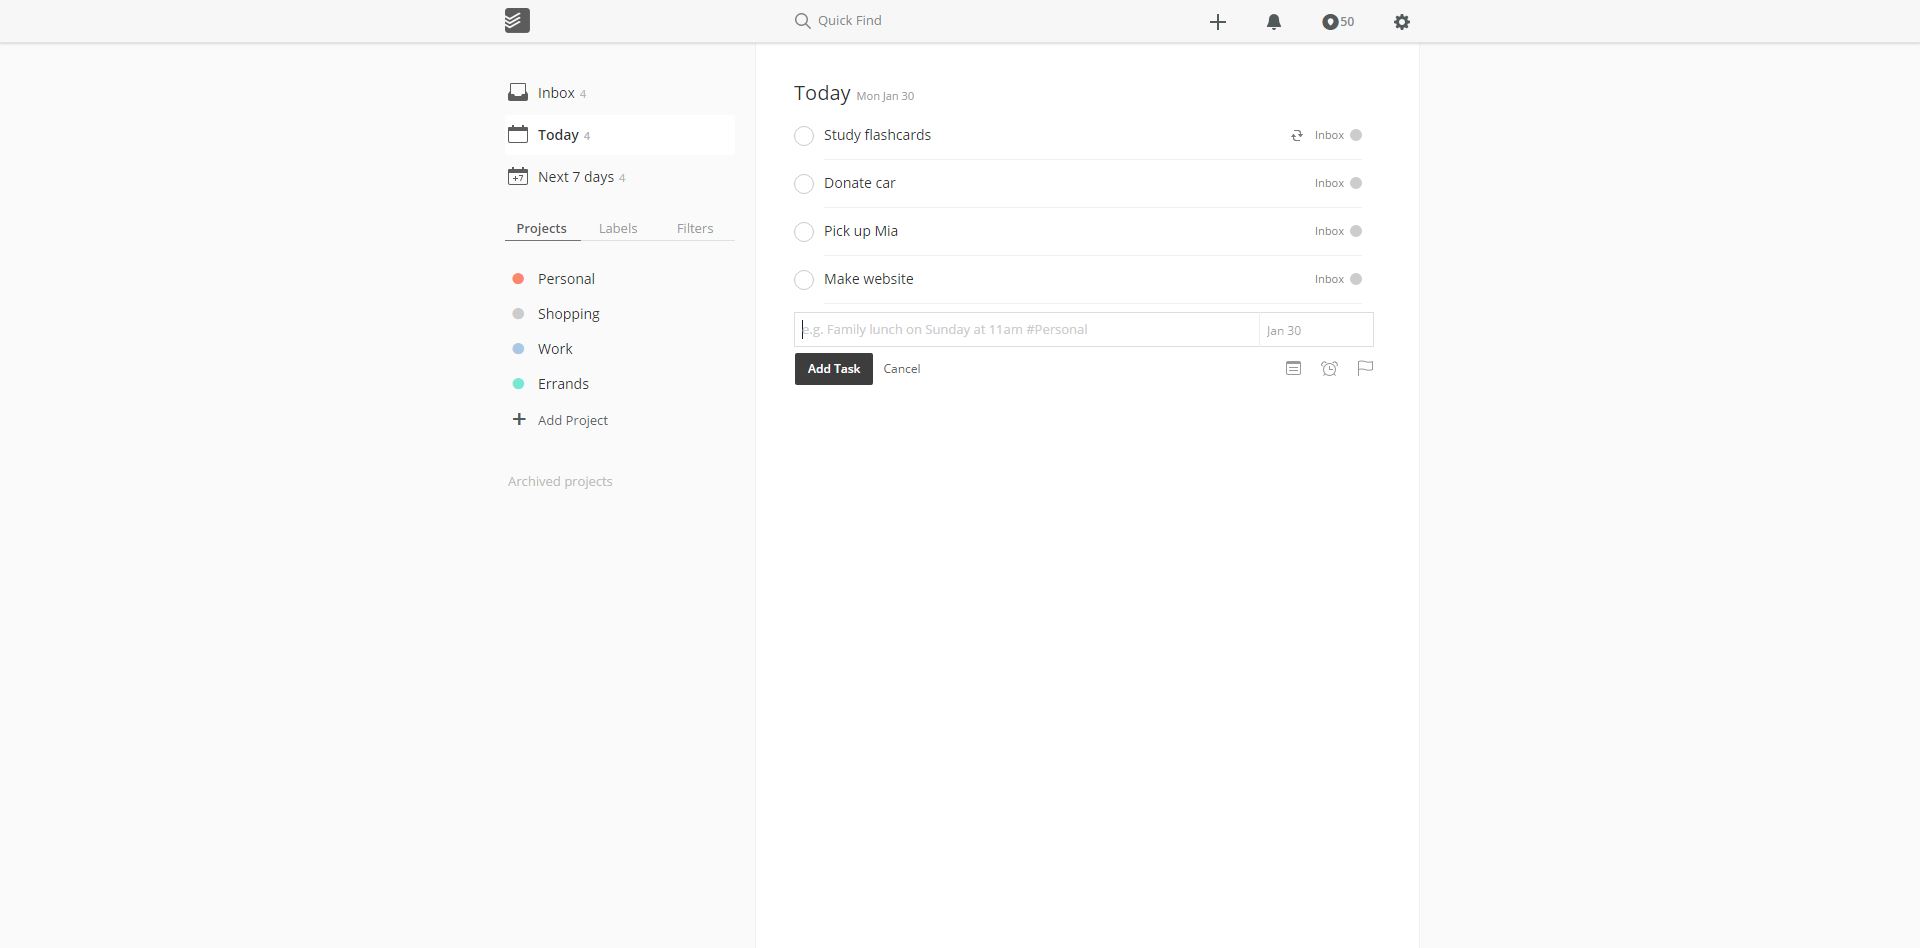 Quick Find
50
Inbox 4
Today 4
+7 Next 7 days 4
Projects Labels Filters
Personal
Shopping
Work
Errands
Add Project
Archived projects
Today Mon Jan 30
Study flashcards Inbox
Donate car Inbox
Pick up Mia Inbox
Make website Inbox
e.g. Family lunch on Sunday at 11am #Personal Jan 30
Add Task Cancel